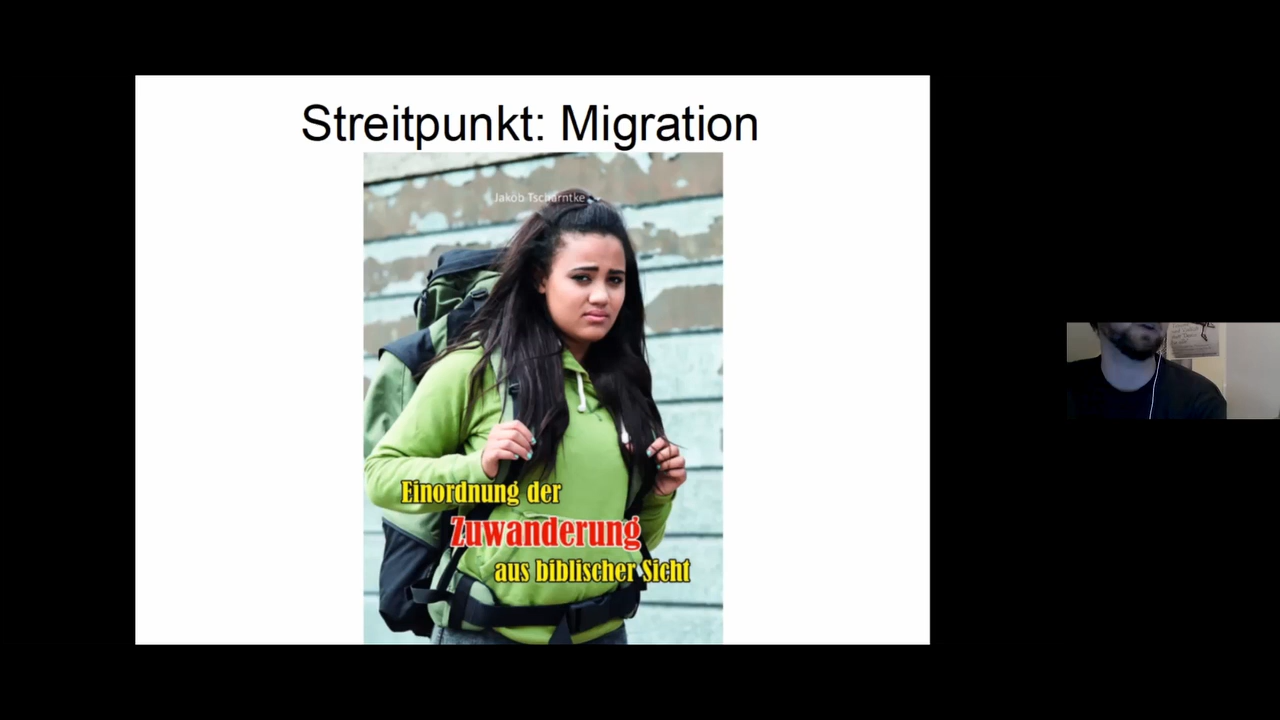 Streitpunkt: Migration
Jakob Tscharntke
Einordnung der
Zuwanderung
aus biblischer Sicht